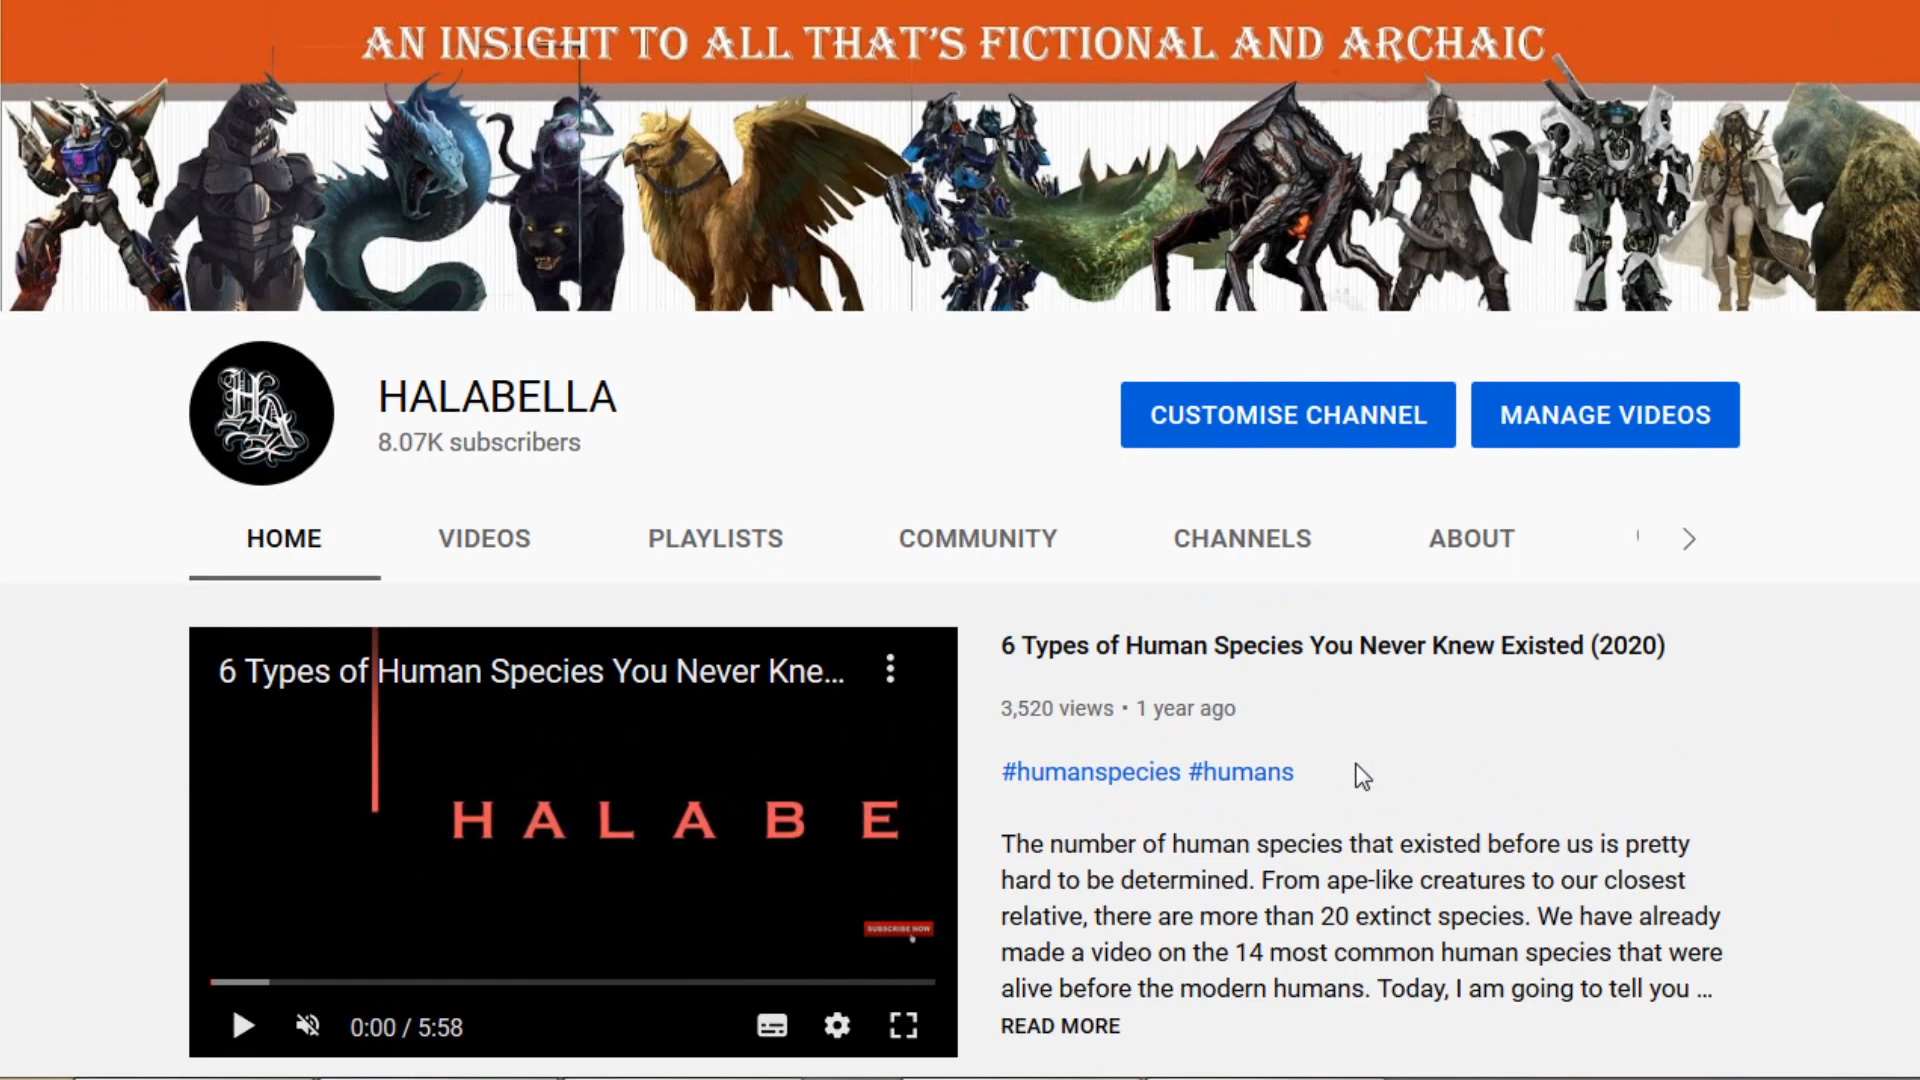 AN INSIGHT TO ALL THAT'S FICTIONAL AND ARCHAIC
HA
HALABELLA
8.07K subscribers
CUSTOMISE CHANNEL
MANAGE VIDEOS
HOME
VIDEOS
PLAYLISTS
COMMUNITY
CHANNELS
ABOUT
6 Types of Human Species You Never Kne...
HALABE
SUBSCRIBE NOW
0:00 / 5:58
6 Types of Human Species You Never Knew Existed (2020)
3,520 views • 1 year ago
#humanspecies #humans
The number of human species that existed before us is pretty
hard to be determined. From ape-like creatures to our closest
relative, there are more than 20 extinct species. We have already
made a video on the 14 most common human species that were
alive before the modern humans. Today, I am going to tell you ...
READ MORE